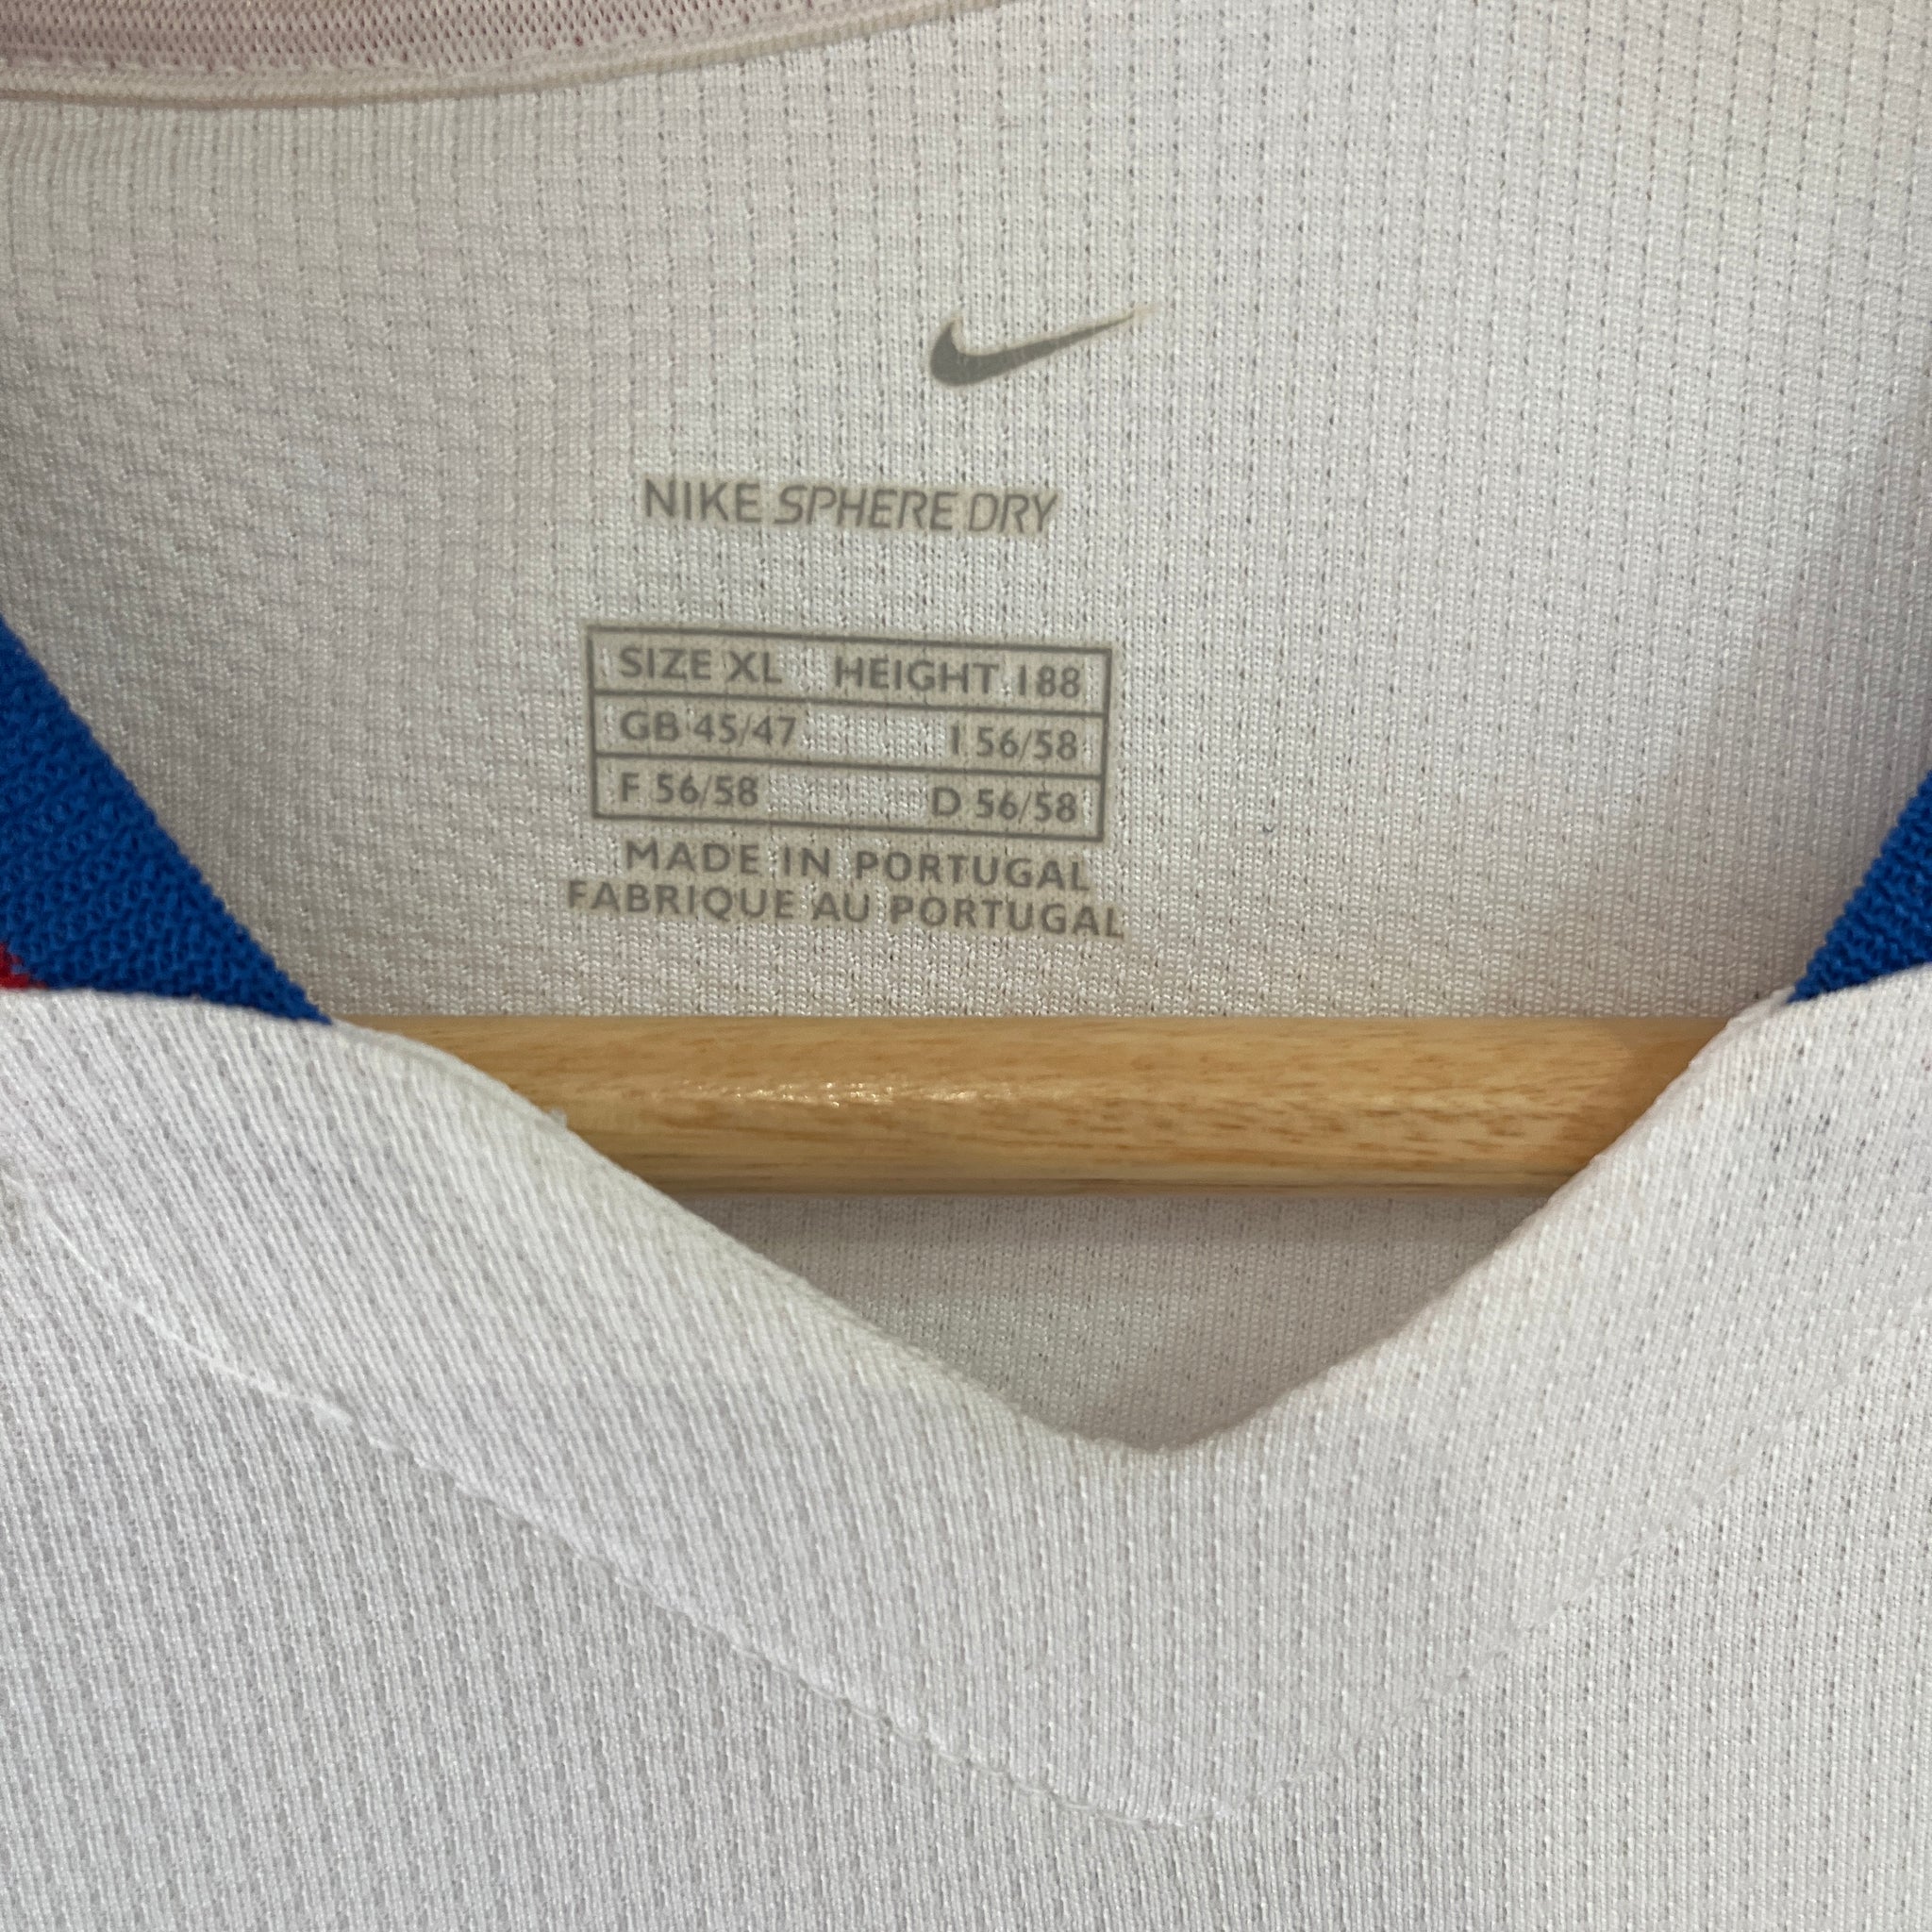 NIKE SPHERE DRY
SIZE XL HEIGHT 188
GB 45/47 I 56/58
F 56/58 D 56/58
MADE IN PORTUGAL
FABRIQUE AU PORTUGAL